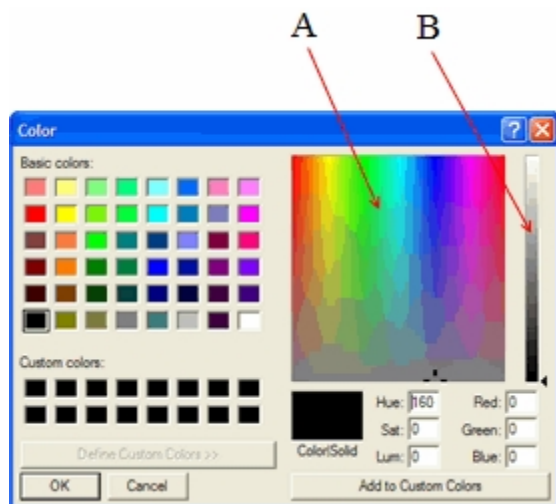 A B
Color
Basic colors:
Custom colors:
Define Custom Colors >>
OK Cancel
Color|Solid
Hue: 160 Red: 0
Sat: 0 Green: 0
Lum: 0 Blue: 0
Add to Custom Colors